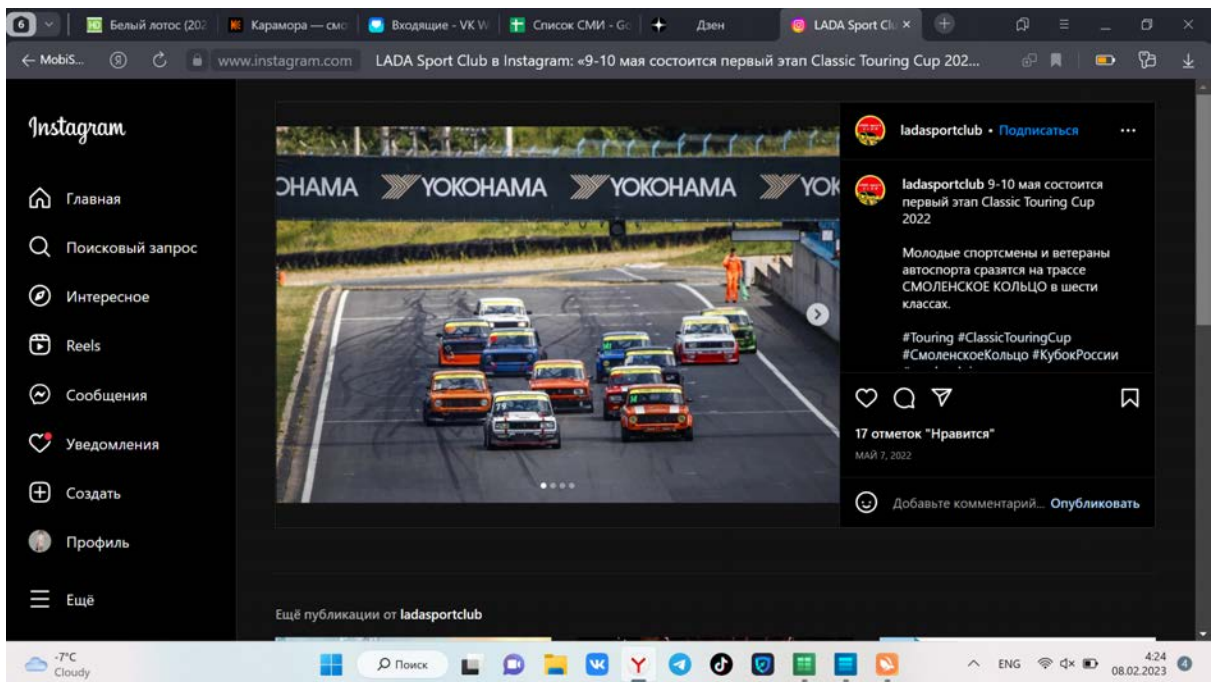 6
Белый лотос (202
Карамора — смо
Входящие - VK W
Список СМИ - Go
Дзен
LADA Sport Clu
MobiS...
www.instagram.com
LADA Sport Club в Instagram: «9-10 мая состоится первый этап Classic Touring Cup 202...
Instagram
Главная
Поисковый запрос
Интересное
Reels
Сообщения
Уведомления
Создать
Профиль
Ещё
OHAMA YOKOHAMA YOKOHAMA YOK
ladasportclub • Подписаться
ladasportclub 9-10 мая состоится
первый этап Classic Touring Cup
2022
Молодые спортсмены и ветераны
автоспорта сразятся на трассе
СМОЛЕНСКОЕ КОЛЬЦО в шести
классах.
#Touring #ClassicTouringCup
#СмоленскоеКольцо #КубокРоссии
17 отметок "Нравится"
МАЙ 7, 2022
Добавьте комментарий... Опубликовать
Ещё публикации от ladasportclub
-7°C
Cloudy
Поиск
ENG
4:24
08.02.2023
4